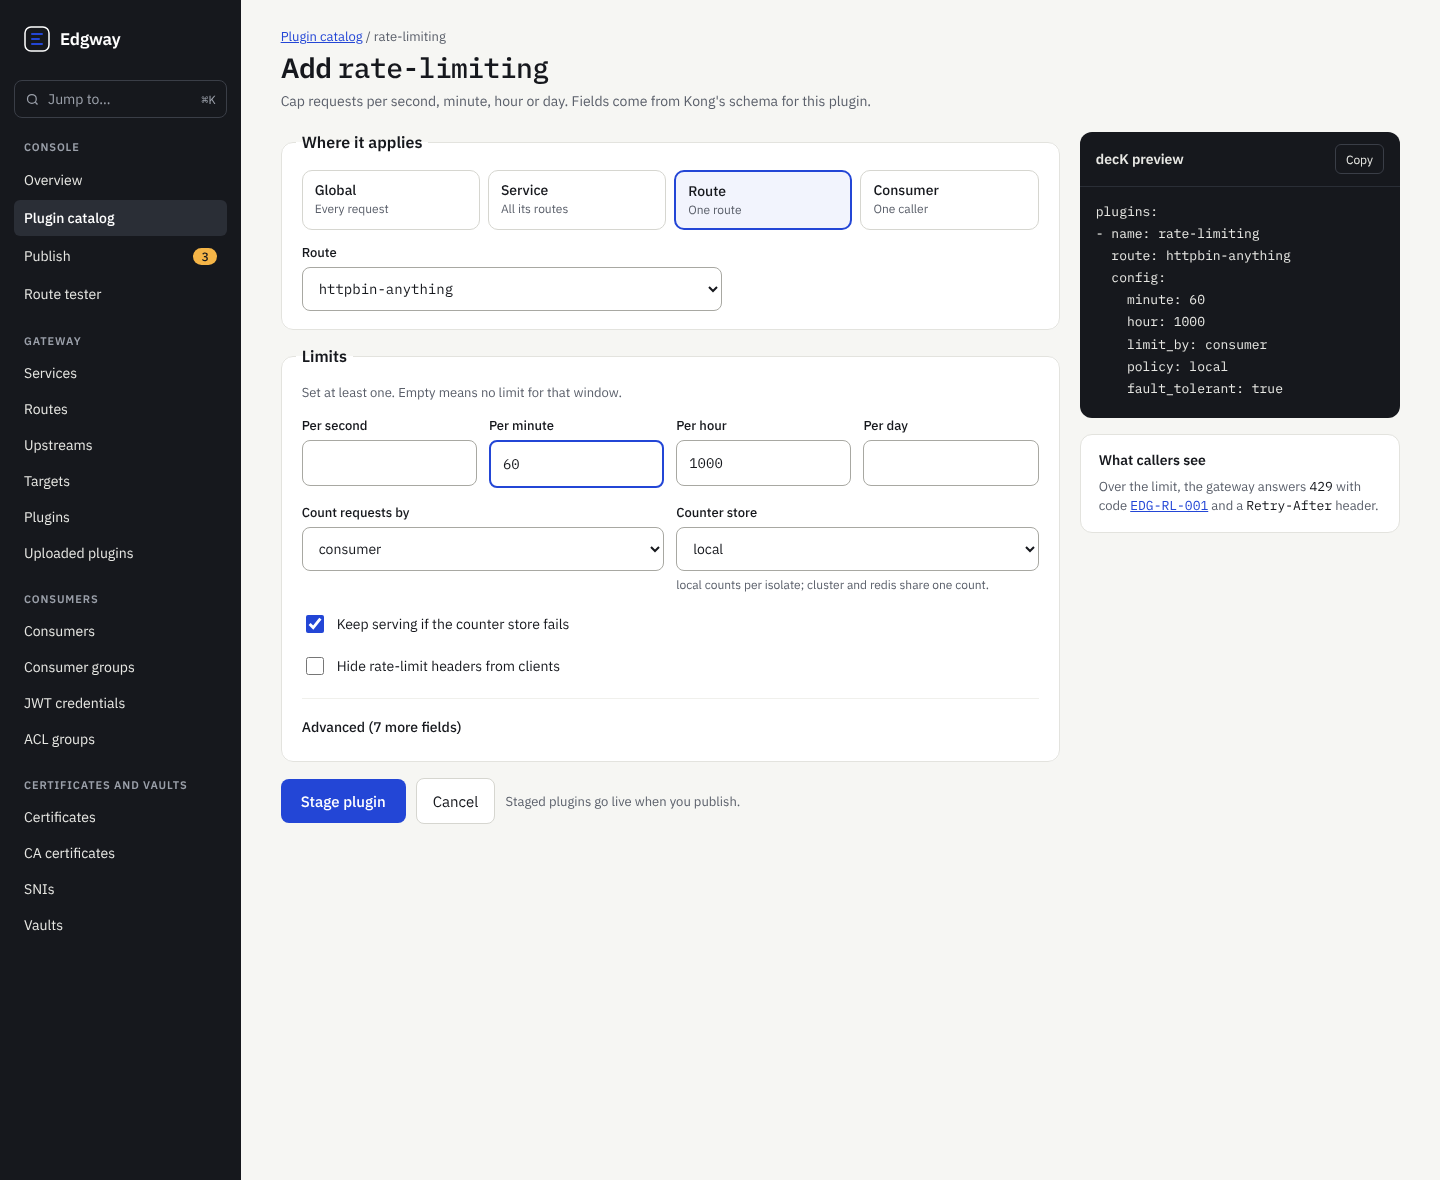 Edgway
Jump to...
⌘K
CONSOLE
Overview
Plugin catalog
Publish
3
Route tester
GATEWAY
Services
Routes
Upstreams
Targets
Plugins
Uploaded plugins
CONSUMERS
Consumers
Consumer groups
JWT credentials
ACL groups
CERTIFICATES AND VAULTS
Certificates
CA certificates
SNIs
Vaults
Plugin catalog / rate-limiting
Add rate-limiting
Cap requests per second, minute, hour or day. Fields come from Kong's schema for this plugin.
Where it applies
Global
Every request
Service
All its routes
Route
One route
Consumer
One caller
Route
httpbin-anything
Limits
Set at least one. Empty means no limit for that window.
Per second
Per minute
Per hour
Per day
60
1000
Count requests by
Counter store
consumer
local
local counts per isolate; cluster and redis share one count.
Keep serving if the counter store fails
Hide rate-limit headers from clients
Advanced (7 more fields)
Stage plugin
Cancel
Staged plugins go live when you publish.
decK preview
Copy
plugins:
- name: rate-limiting
  route: httpbin-anything
  config:
    minute: 60
    hour: 1000
    limit_by: consumer
    policy: local
    fault_tolerant: true
What callers see
Over the limit, the gateway answers 429 with
code EDG-RL-001 and a Retry-After header.